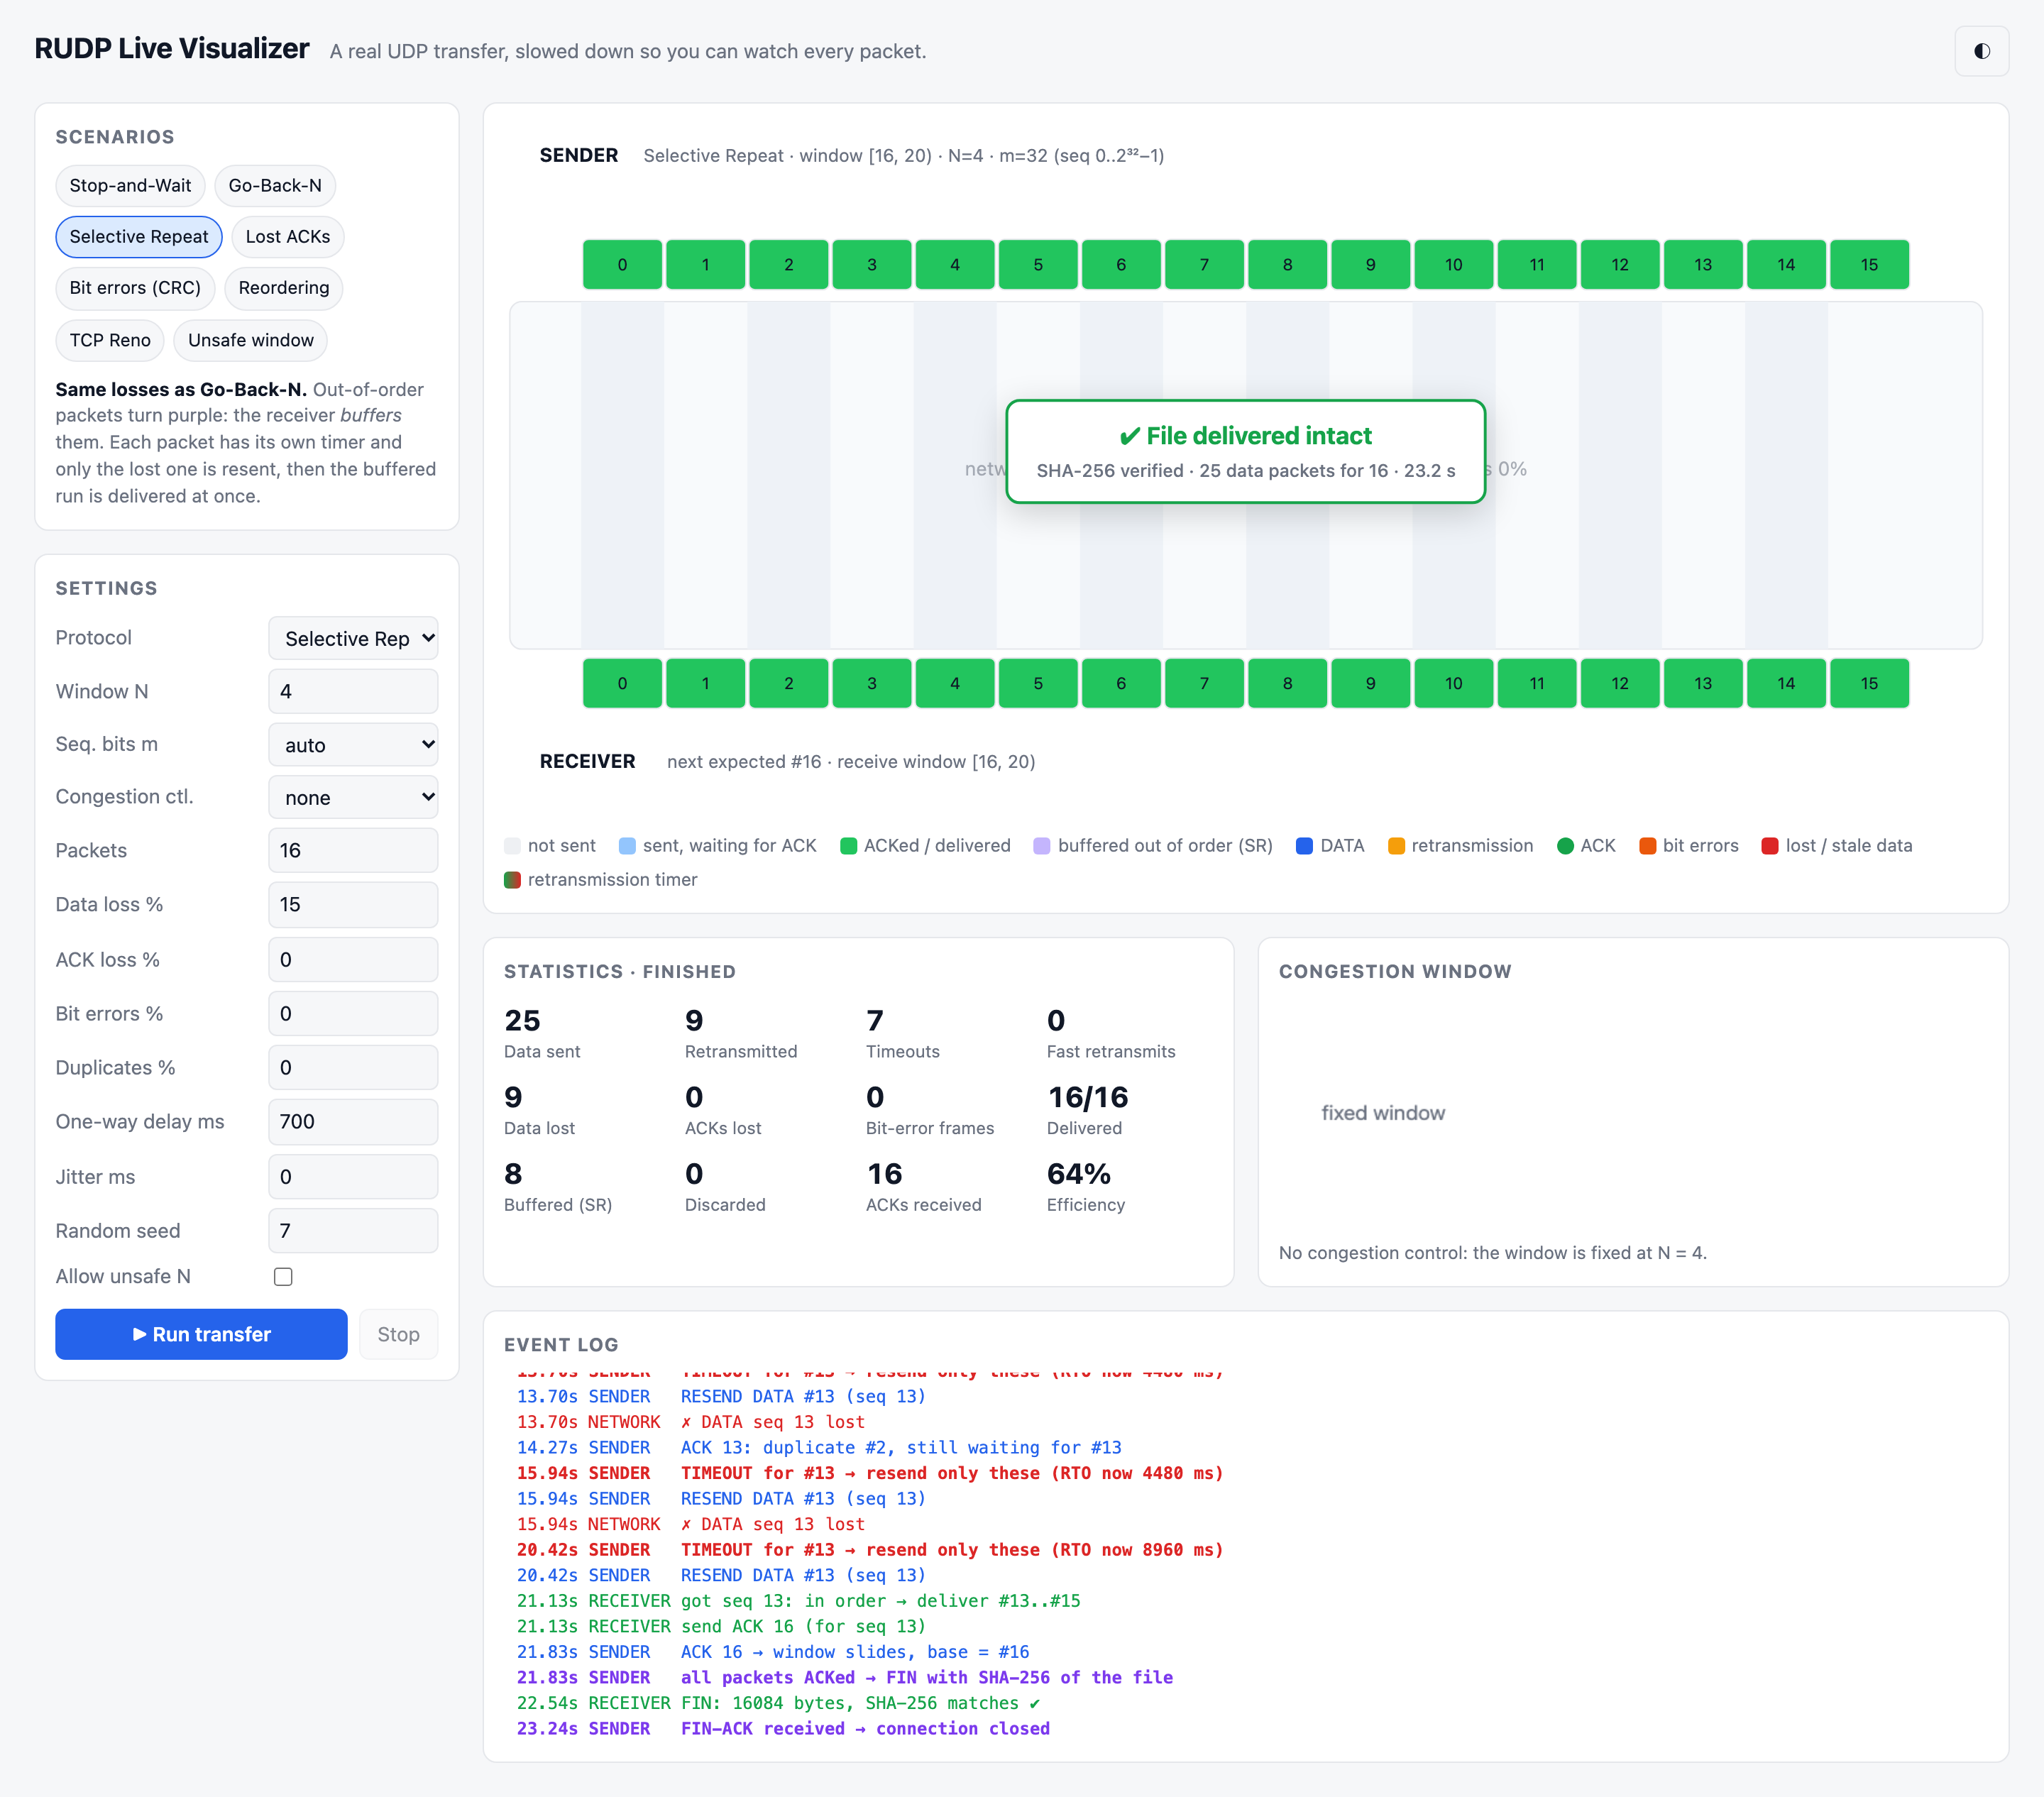 RUDP Live Visualizer A real UDP transfer, slowed down so you can watch every packet.
SCENARIOS
Stop-and-Wait Go-Back-N
Selective Repeat Lost ACKs
Bit errors (CRC) Reordering
TCP Reno Unsafe window
Same losses as Go-Back-N. Out-of-order
packets turn purple: the receiver buffers
them. Each packet has its own timer and
only the lost one is resent, then the buffered
run is delivered at once.
SETTINGS
Protocol Selective Rep
Window N 4
Seq. bits m auto
Congestion ctl. none
Packets 16
Data loss % 15
ACK loss % 0
Bit errors % 0
Duplicates % 0
One-way delay ms 700
Jitter ms 0
Random seed 7
Allow unsafe N
▶ Run transfer Stop
SENDER Selective Repeat · window [16, 20) · N=4 · m=32 (seq 0..2³²−1)
0 1 2 3 4 5 6 7 8 9 10 11 12 13 14 15
✔ File delivered intact
SHA-256 verified · 25 data packets for 16 · 23.2 s
0%
0 1 2 3 4 5 6 7 8 9 10 11 12 13 14 15
RECEIVER next expected #16 · receive window [16, 20)
not sent sent, waiting for ACK ACKed / delivered buffered out of order (SR) DATA retransmission ACK bit errors lost / stale data
retransmission timer
STATISTICS · FINISHED
25 9 7 0
Data sent Retransmitted Timeouts Fast retransmits
9 0 0 16/16
Data lost ACKs lost Bit-error frames Delivered
8 0 16 64%
Buffered (SR) Discarded ACKs received Efficiency
CONGESTION WINDOW
fixed window
No congestion control: the window is fixed at N = 4.
EVENT LOG
13.70s SENDER TIMEOUT for #13 → resend only these (RTO now 4480 ms)
13.70s SENDER RESEND DATA #13 (seq 13)
13.70s NETWORK ✗ DATA seq 13 lost
14.27s SENDER ACK 13: duplicate #2, still waiting for #13
15.94s SENDER TIMEOUT for #13 → resend only these (RTO now 4480 ms)
15.94s SENDER RESEND DATA #13 (seq 13)
15.94s NETWORK ✗ DATA seq 13 lost
20.42s SENDER TIMEOUT for #13 → resend only these (RTO now 8960 ms)
20.42s SENDER RESEND DATA #13 (seq 13)
21.13s RECEIVER got seq 13: in order → deliver #13..#15
21.13s RECEIVER send ACK 16 (for seq 13)
21.83s SENDER ACK 16 → window slides, base = #16
21.83s SENDER all packets ACKed → FIN with SHA-256 of the file
22.54s RECEIVER FIN: 16084 bytes, SHA-256 matches ✔
23.24s SENDER FIN-ACK received → connection closed